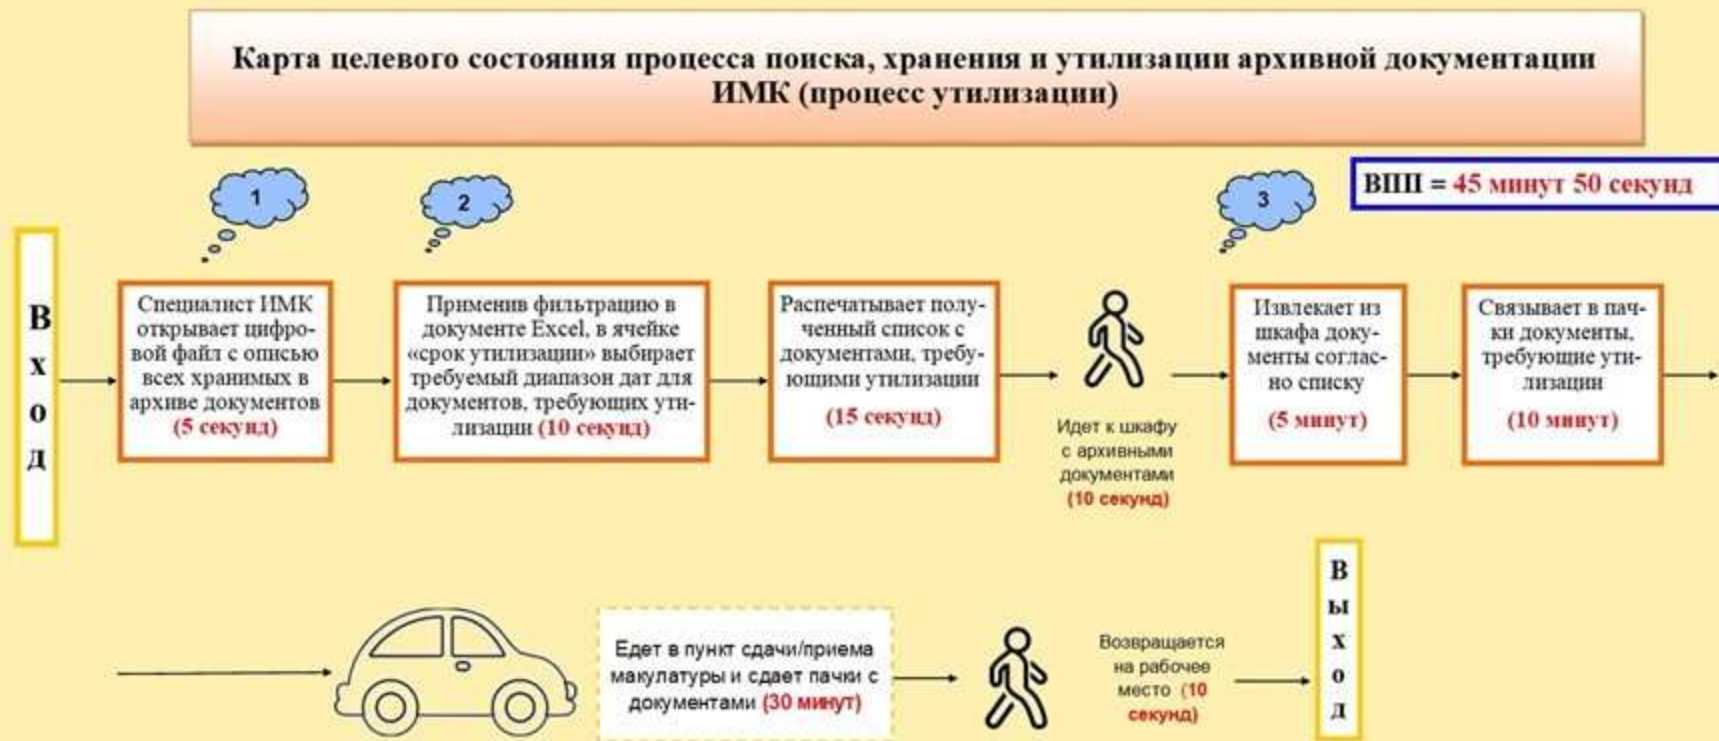 Карта целевого состояния процесса поиска, хранения и утилизации архивной документации
ИМК (процесс утилизации)
1
2
3
ВПП = 45 минут 50 секунд
В
х
о
д
Специалист ИМК
открывает цифро-
вой файл с описью
всех хранимых в
архиве документов
(5 секунд)
Применив фильтрацию в
документе Excel, в ячейке
«срок утилизации» выбирает
требуемый диапазон дат для
документов, требующих ути-
лизации (10 секунд)
Распечатывает полу-
ченный список с
документами, требу-
ющими утилизации
(15 секунд)
Идет к шкафу
с архивными
документами
(10 секунд)
Извлекает из
шкафа доку-
менты соглас-
но списку
(5 минут)
Связывает в пач-
ки документы,
требующие ути-
лизации
(10 минут)
Едет в пункт сдачи/приема
макулатуры и сдает пачки с
документами (30 минут)
Возвращается
на рабочее
место (10
секунд)
В
ы
х
о
д